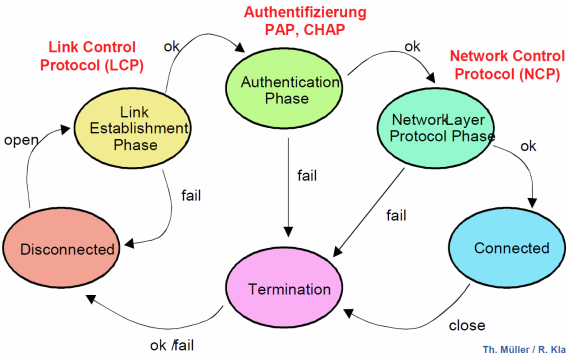 Authentifizierung
PAP, CHAP
Link Control
Protocol (LCP)
Network Control
Protocol (NCP)
ok
ok
Authentication
Phase
Link
Establishment
Phase
Network Layer
Protocol Phase
open
ok
fail
fail
fail
Disconnected
Connected
Termination
ok /fail
close
Th. Müller / R. Kla